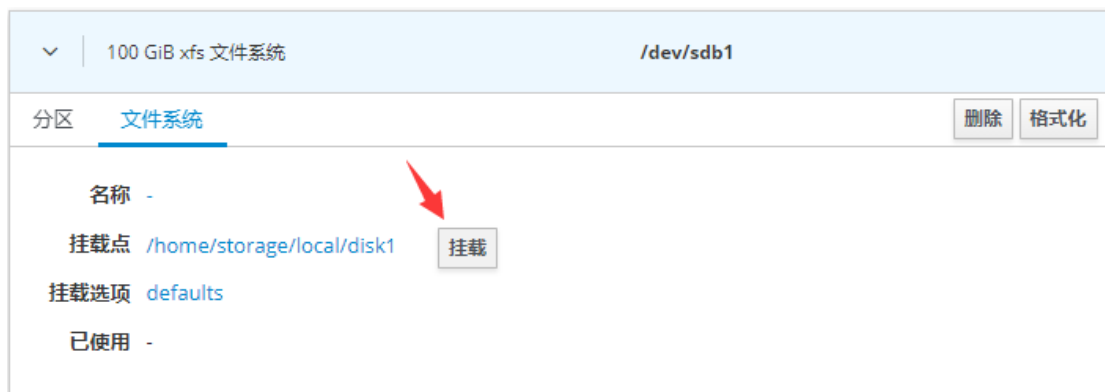 100 GiB xfs 文件系统 /dev/sdb1
分区 文件系统 删除 格式化
名称 -
挂载点 /home/storage/local/disk1 挂载
挂载选项 defaults
已使用 -